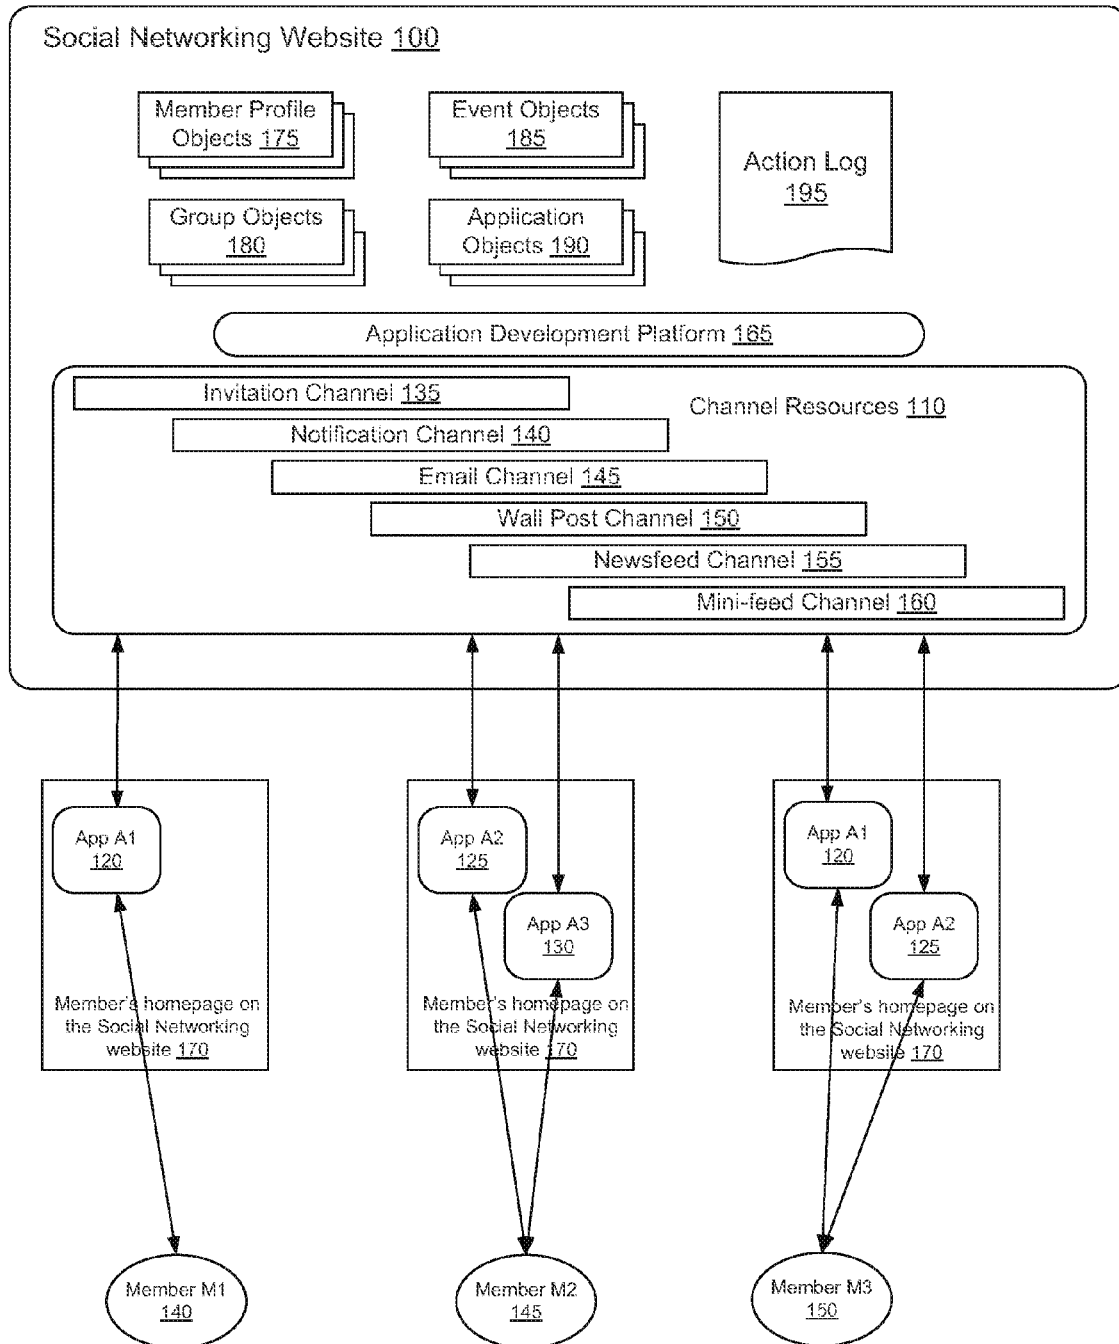 Social Networking Website 100
Member Profile
Objects 175
Event Objects
185
Action Log
195
Group Objects
180
Application
Objects 190
Application Development Platform 165
Invitation Channel 135
Channel Resources 110
Notification Channel 140
Email Channel 145
Wall Post Channel 150
Newsfeed Channel 155
Mini-feed Channel 160
App A1
120
Member's homepage on
the Social Networking
website 170
App A2
125
App A3
130
Member's homepage on
the Social Networking
website 170
App A1
120
App A2
125
Member's homepage on
the Social Networking
website 170
Member M1
140
Member M2
145
Member M3
150